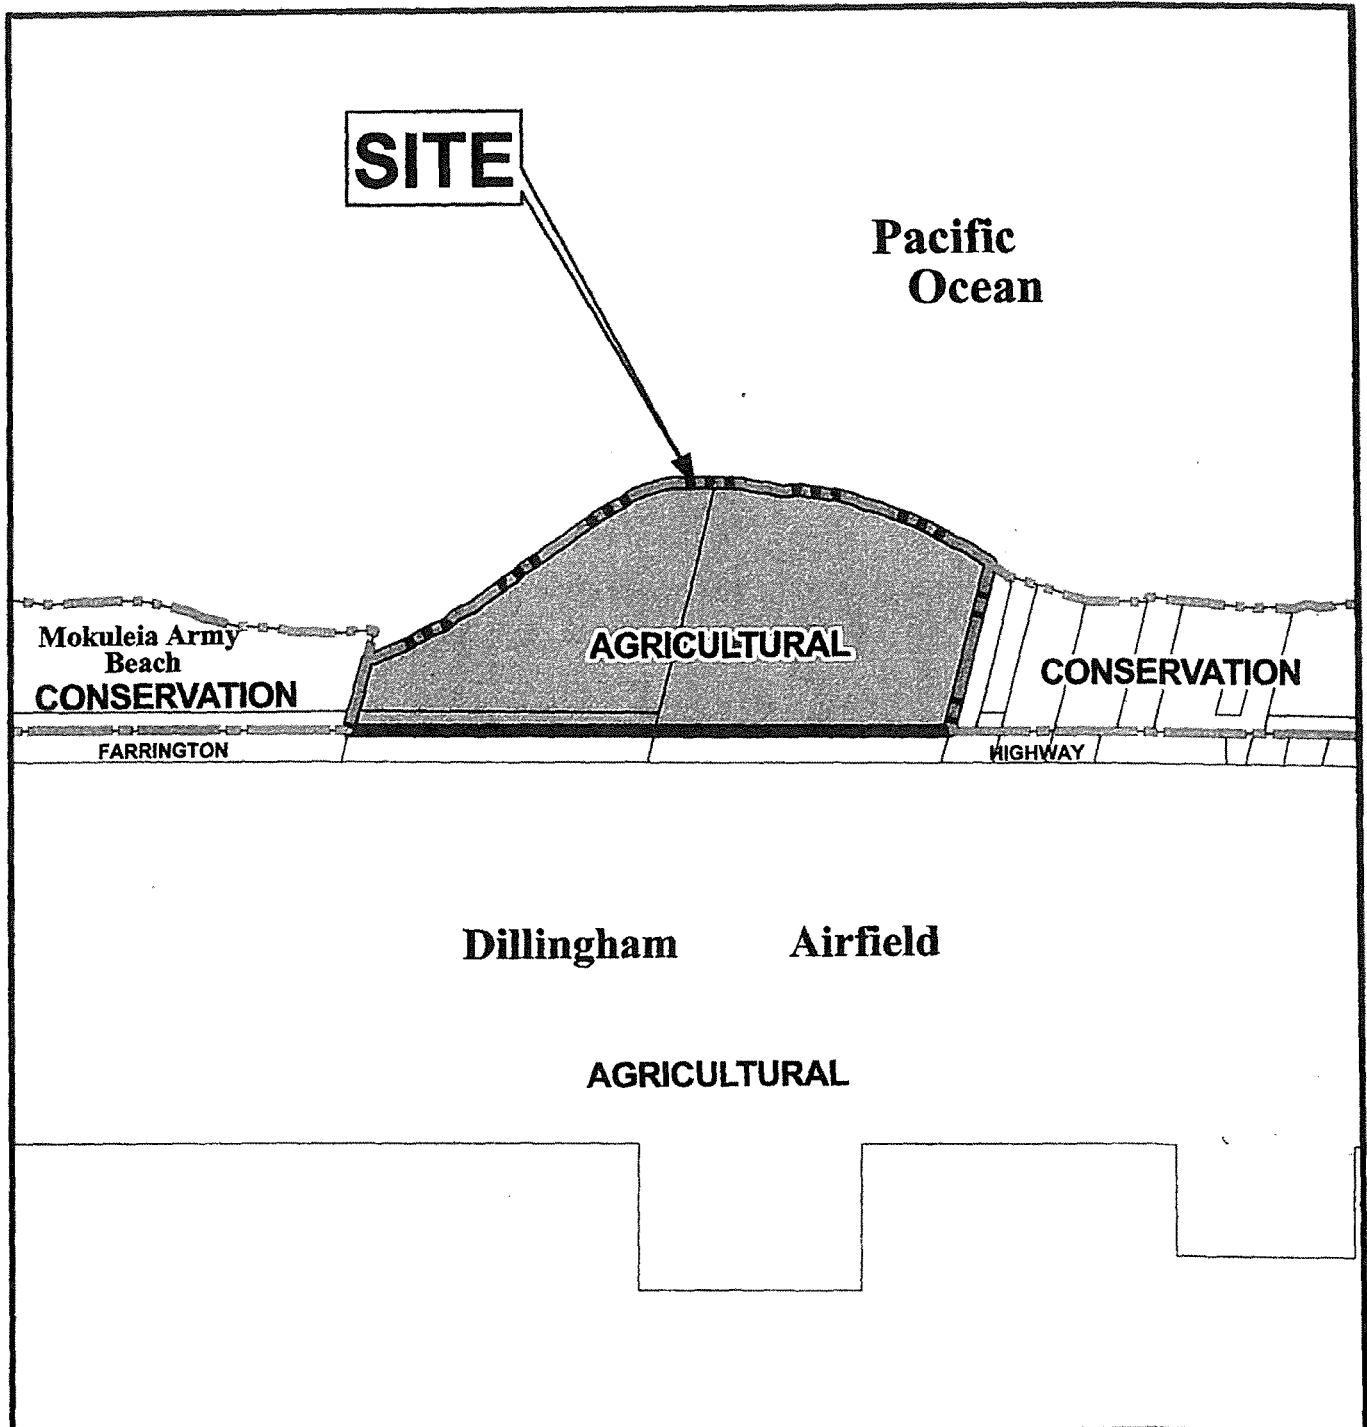 SITE
Pacific
Ocean
AGRICULTURAL
Mokuleia Army
Beach
CONSERVATION
CONSERVATION
FARRINGTON HIGHWAY
Dillingham Airfield
AGRICULTURAL